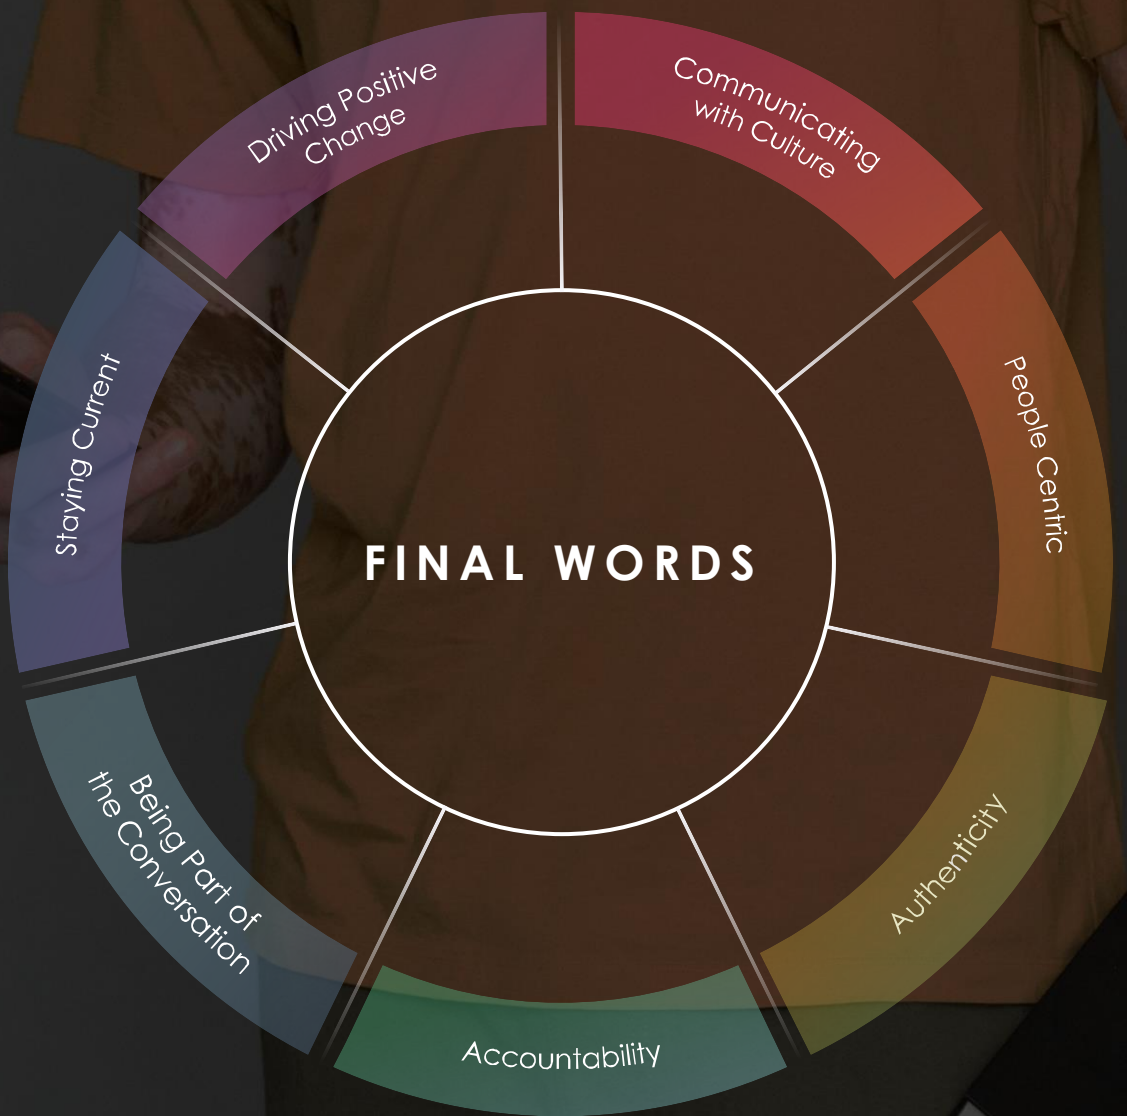 Communicating
with Culture
People Centric
Authenticity
Accountability
Being Part of
the Conversation
Staying Current
Driving Positive
Change
FINAL WORDS